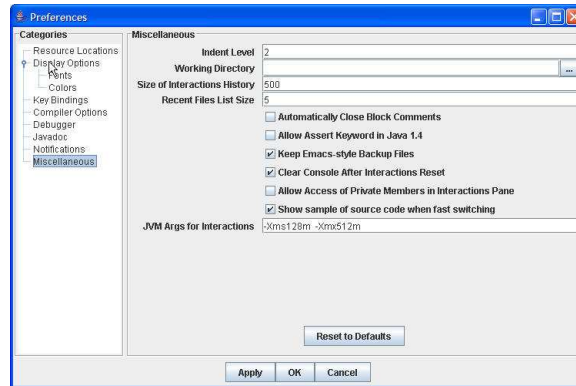 Preferences
Categories
Resource Locations
Display Options
Fonts
Colors
Key Bindings
Compiler Options
Debugger
Javadoc
Notifications
Miscellaneous
Miscellaneous
Indent Level 2
Working Directory ...
Size of Interactions History 500
Recent Files List Size 5
Automatically Close Block Comments
Allow Assert Keyword in Java 1.4
Keep Emacs-style Backup Files
Clear Console After Interactions Reset
Allow Access of Private Members in Interactions Pane
Show sample of source code when fast switching
JVM Args for Interactions -Xms128m -Xmx512m
Reset to Defaults
Apply OK Cancel